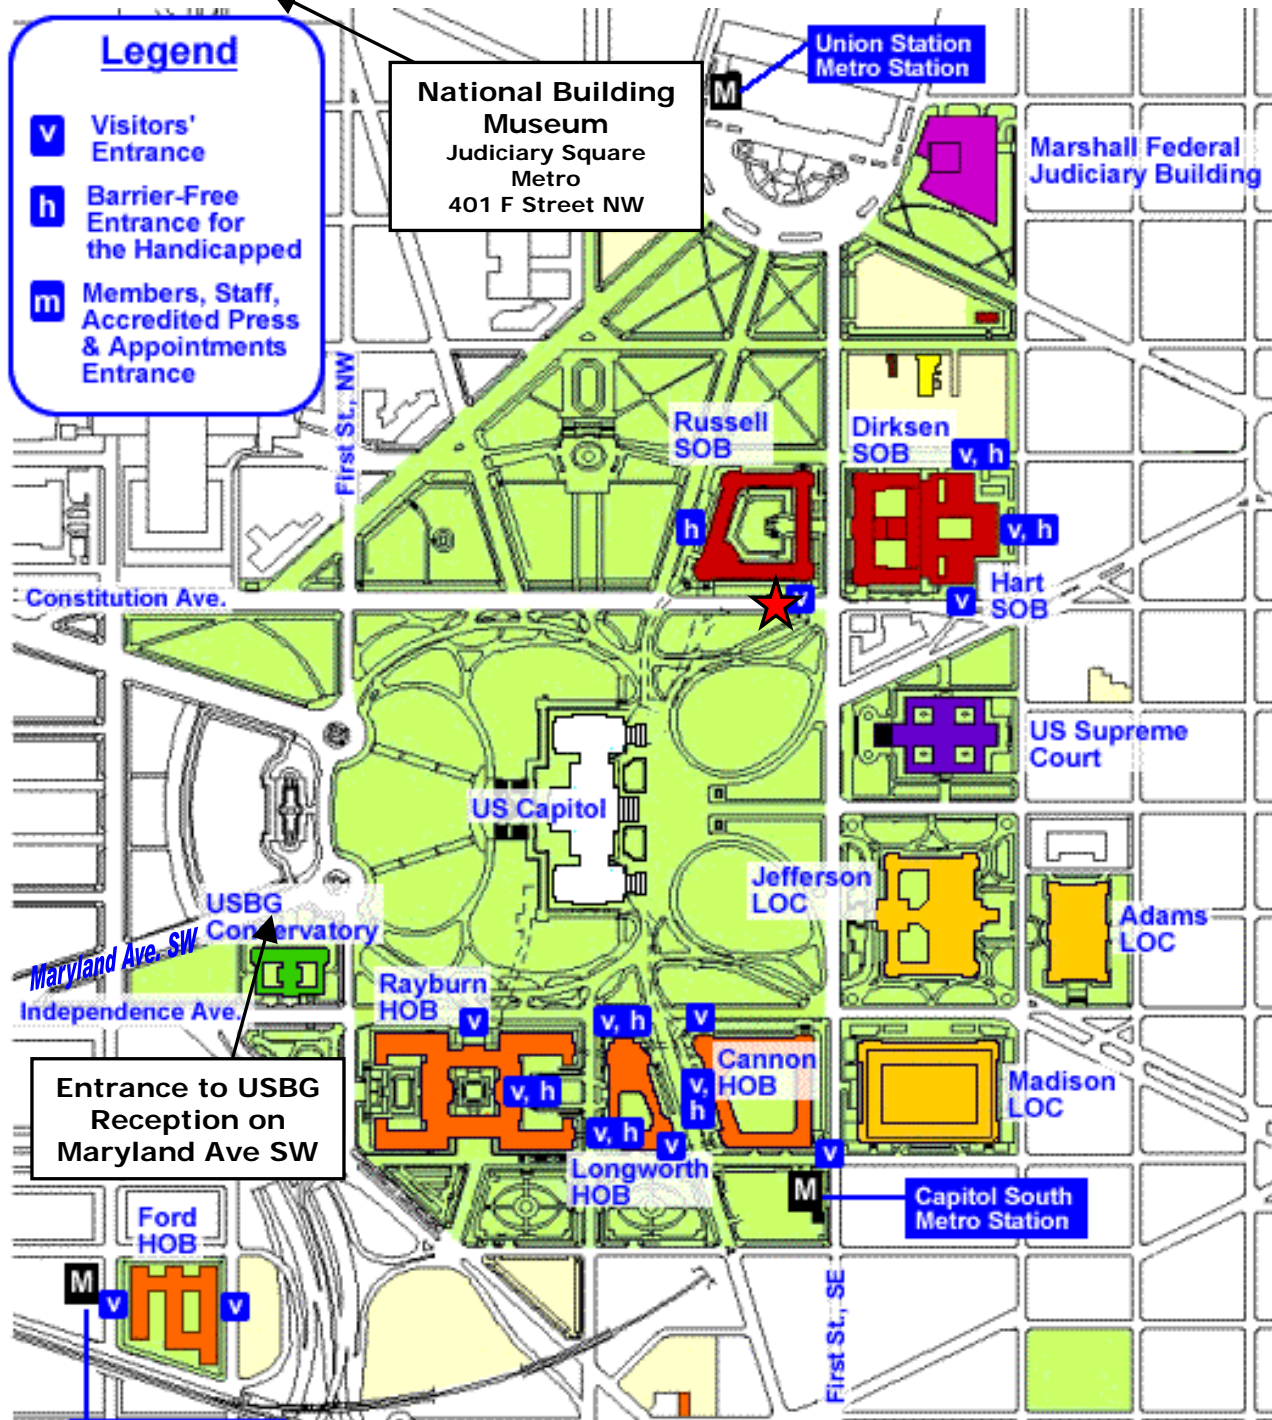 Legend
v
Visitors'
Entrance
h
Barrier-Free
Entrance for
the Handicapped
m
Members, Staff,
Accredited Press
& Appointments
Entrance
National Building
Museum
Judiciary Square
Metro
401 F Street NW
M
Union Station
Metro Station
Marshall Federal
Judiciary Building
First St., NW
Russell
SOB
Dirksen
SOB
v, h
h
v, h
Constitution Ave.
v
v
Hart
SOB
US Supreme
Court
US Capitol
Jefferson
LOC
Adams
LOC
USBG
Conservatory
Maryland Ave. SW
Independence Ave.
Rayburn
HOB
v
v, h
v
Cannon
HOB
v, h
v,
h
Madison
LOC
Entrance to USBG
Reception on
Maryland Ave SW
v, h
v
v
Longworth
HOB
M
Capitol South
Metro Station
Ford
HOB
M
v
v
First St., SE